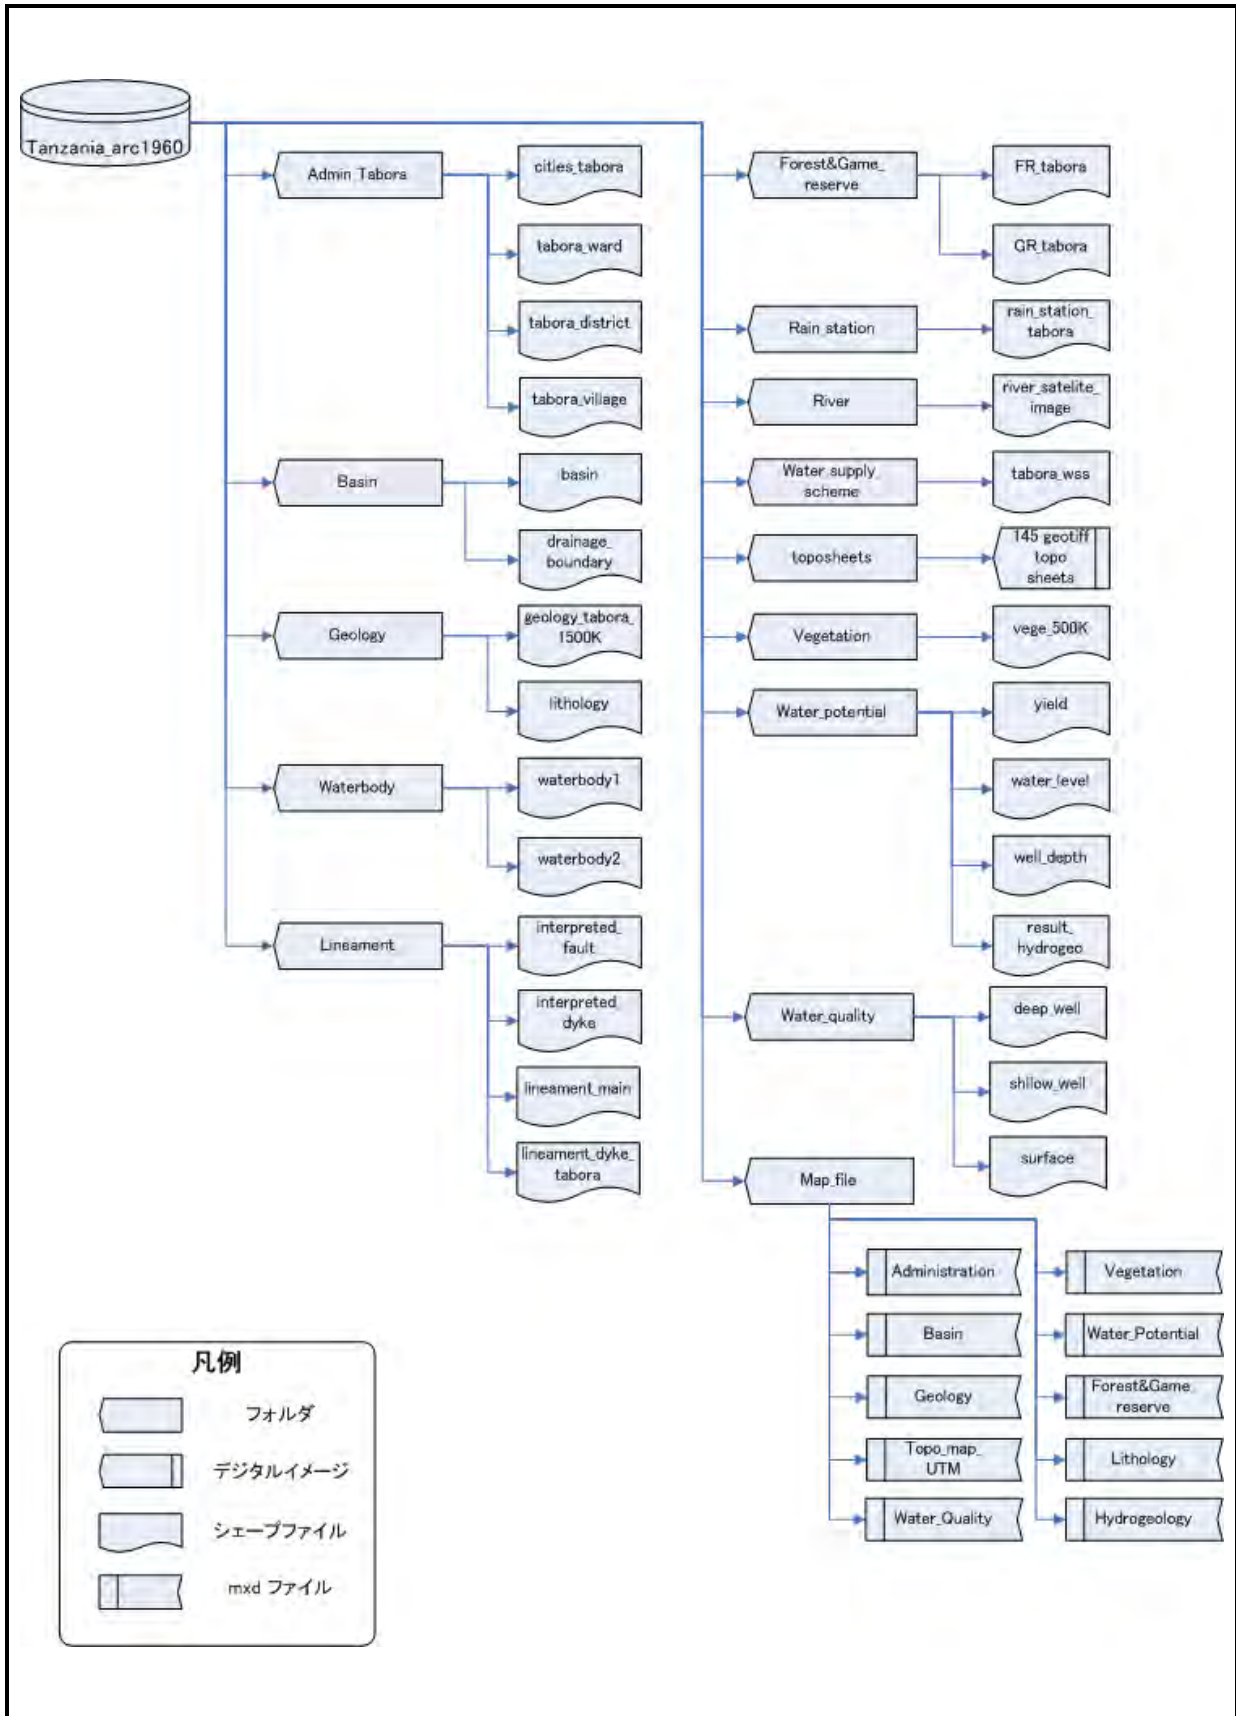 Tanzania_arc1960
Admin_Tabora
cities_tabora
tabora_ward
tabora_district
tabora_village
Basin
basin
drainage_
boundary
Geology
geology_tabora_
1500K
lithology
Waterbody
waterbody1
waterbody2
Lineament
interpreted_
fault
interpreted_
dyke
lineament_main
lineament_dyke_
tabora
Forest&Game_
reserve
FR_tabora
GR_tabora
Rain_station
rain_station_
tabora
River
river_satelite_
image
Water_supply_
scheme
tabora_wss
toposheets
145 geotiff
topo
sheets
Vegetation
vege_500K
Water_potential
yield
water_level
well_depth
result_
hydrogeo
Water_quality
deep_well
shllow_well
surface
Map_file
Administration
Basin
Geology
Topo_map_
UTM
Water_Quality
Vegetation
Water_Potential
Forest&Game_
reserve
Lithology
Hydrogeology
凡例
フォルダ
デジタルイメージ
シェープファイル
mxd ファイル